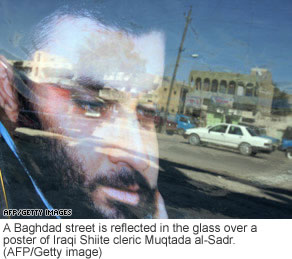 AFP/GETTY IMAGES
A Baghdad street is reflected in the glass over a
poster of Iraqi Shiite cleric Muqtada al-Sadr.
(AFP/Getty image)